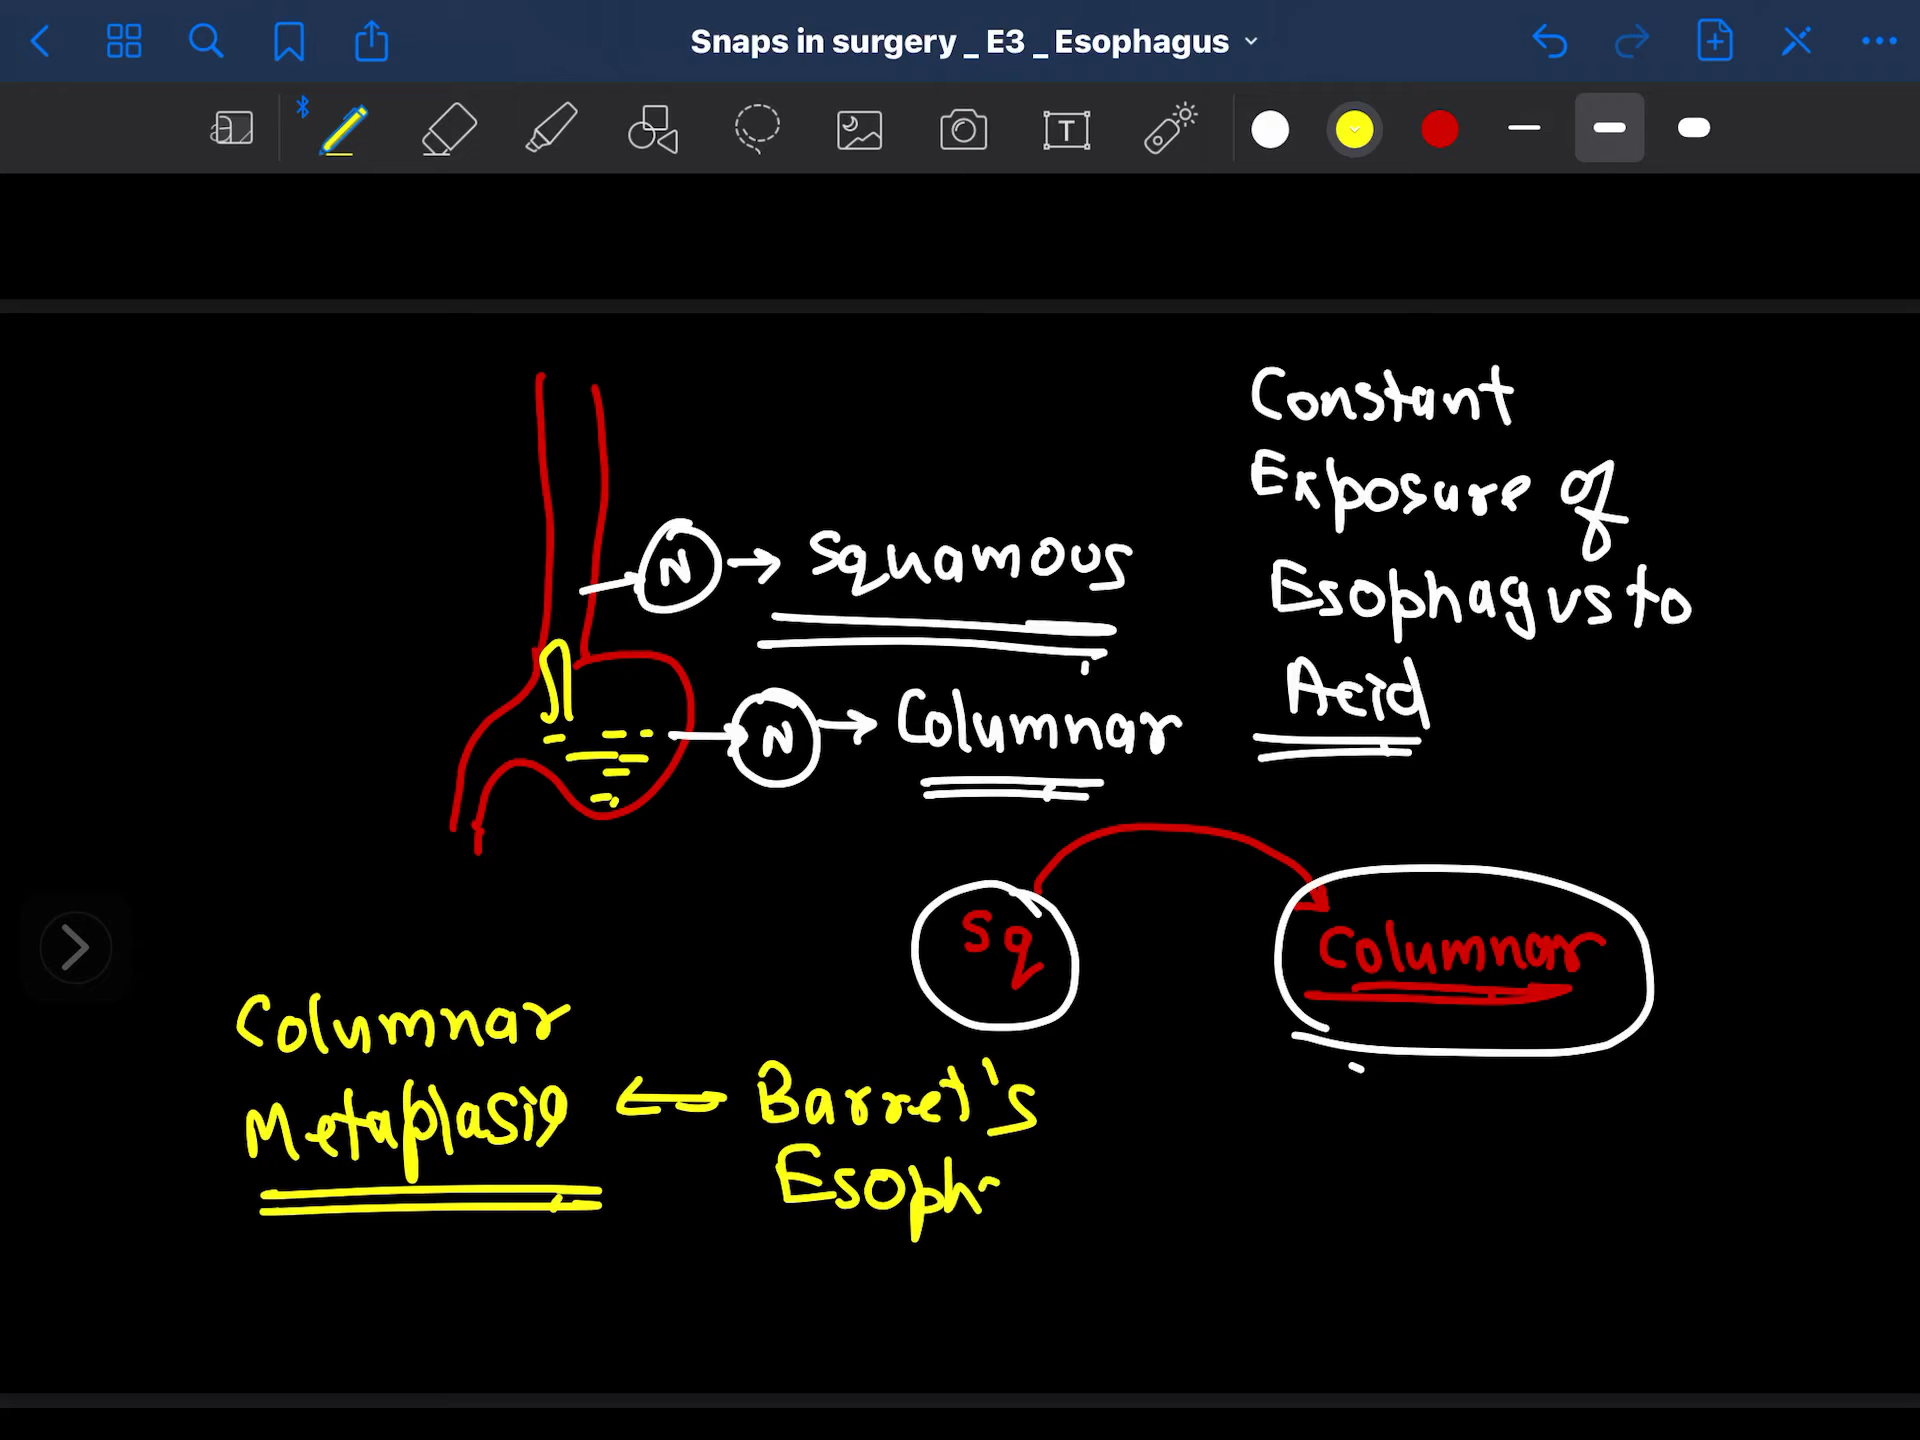 Snaps in surgery _ E3 _ Esophagus
T
Constant
Exposure of
Esophagus to
Acid
N → Squamous
N → Columnar
Sq
Columnar
Columnar
Metaplasia
Barret's
Esoph